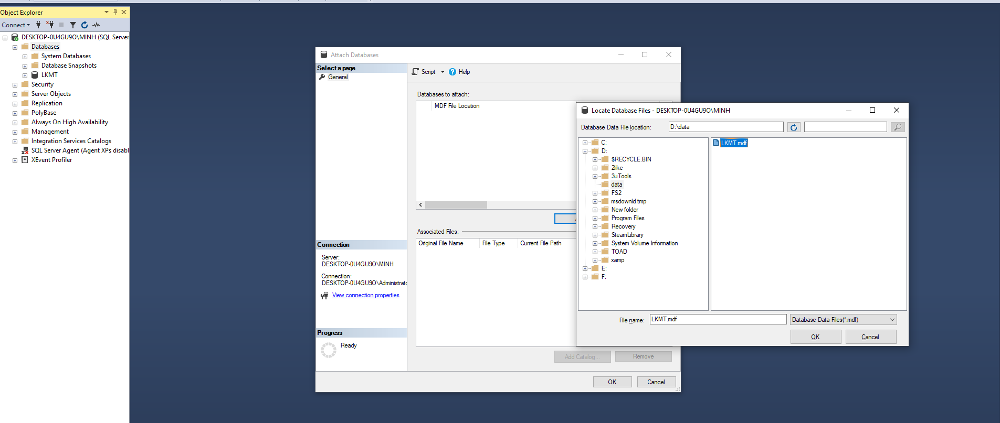 Object Explorer
Connect
DESKTOP-0U4GU9O\MINH (SQL Server
Databases
System Databases
Database Snapshots
LKMT
Security
Server Objects
Replication
PolyBase
Always On High Availability
Management
Integration Services Catalogs
SQL Server Agent (Agent XPs disabl
XEvent Profiler
Attach Databases
Select a page
General
Script
Help
Databases to attach:
MDF File Location
Associated Files:
Original File Name File Type Current File Path
Connection
Server:
DESKTOP-0U4GU9O\MINH
Connection:
DESKTOP-0U4GU9O\Administrato
View connection properties
Progress
Ready
Add Catalog... Remove
OK Cancel
Locate Database Files - DESKTOP-0U4GU9O\MINH
Database Data File location: D:\data
C:
D:
$RECYCLE.BIN
2like
3uTools
data
FS2
msdownld.tmp
New folder
Program Files
Recovery
SteamLibrary
System Volume Information
TOAD
xamp
E:
F:
LKMT.mdf
File name: LKMT.mdf Database Data Files(*.mdf)
OK Cancel